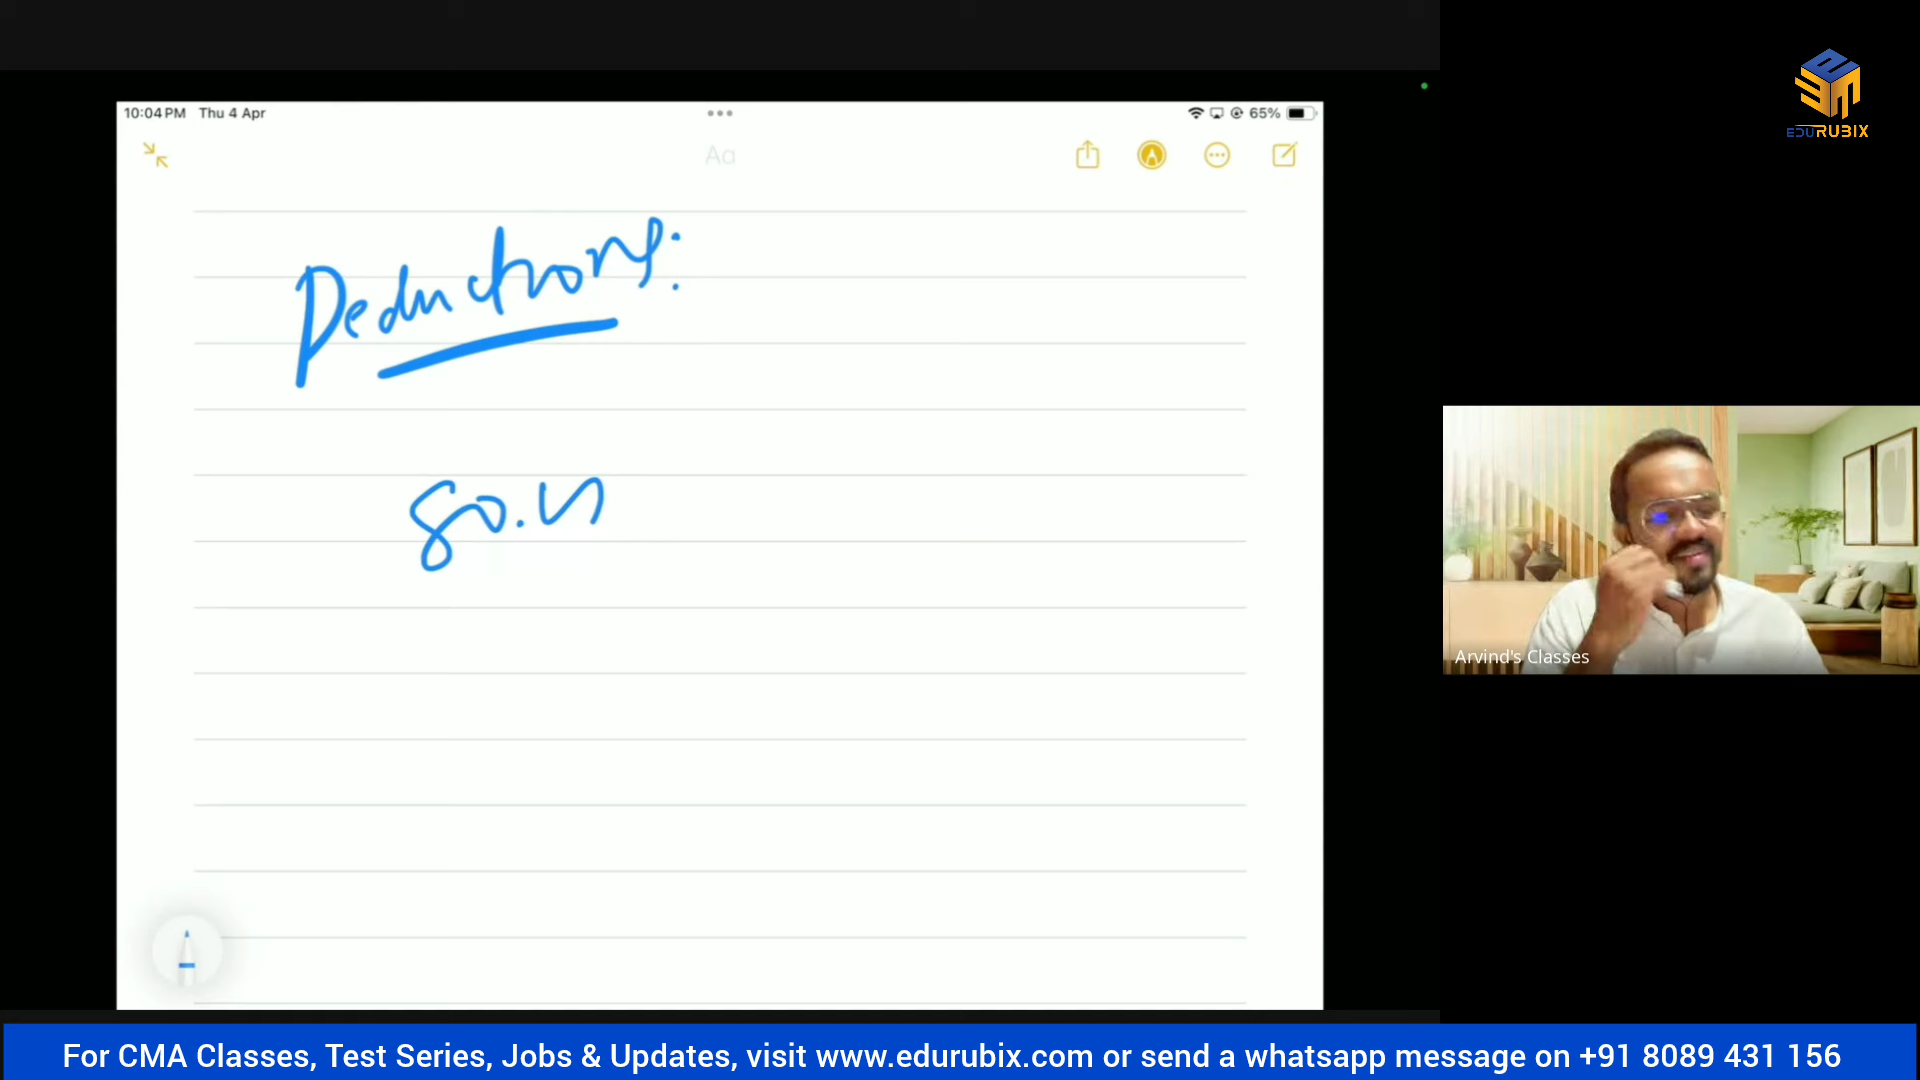 10:04 PM Thu 4 Apr
65%
Aa
EDURUBIX
Deductions:
80.U
Arvind's Classes
For CMA Classes, Test Series, Jobs & Updates, visit www.edurubix.com or send a whatsapp message on +91 8089 431 156